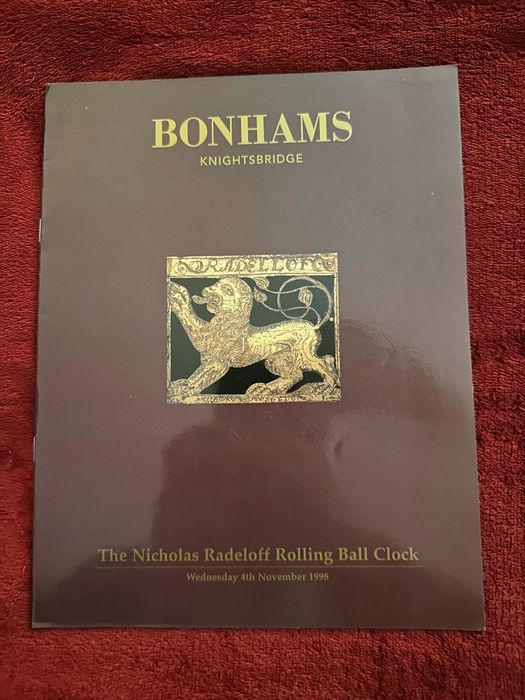 BONHAMS
KNIGHTSBRIDGE
The Nicholas Radeloff Rolling Ball Clock
Wednesday 4th November 1998